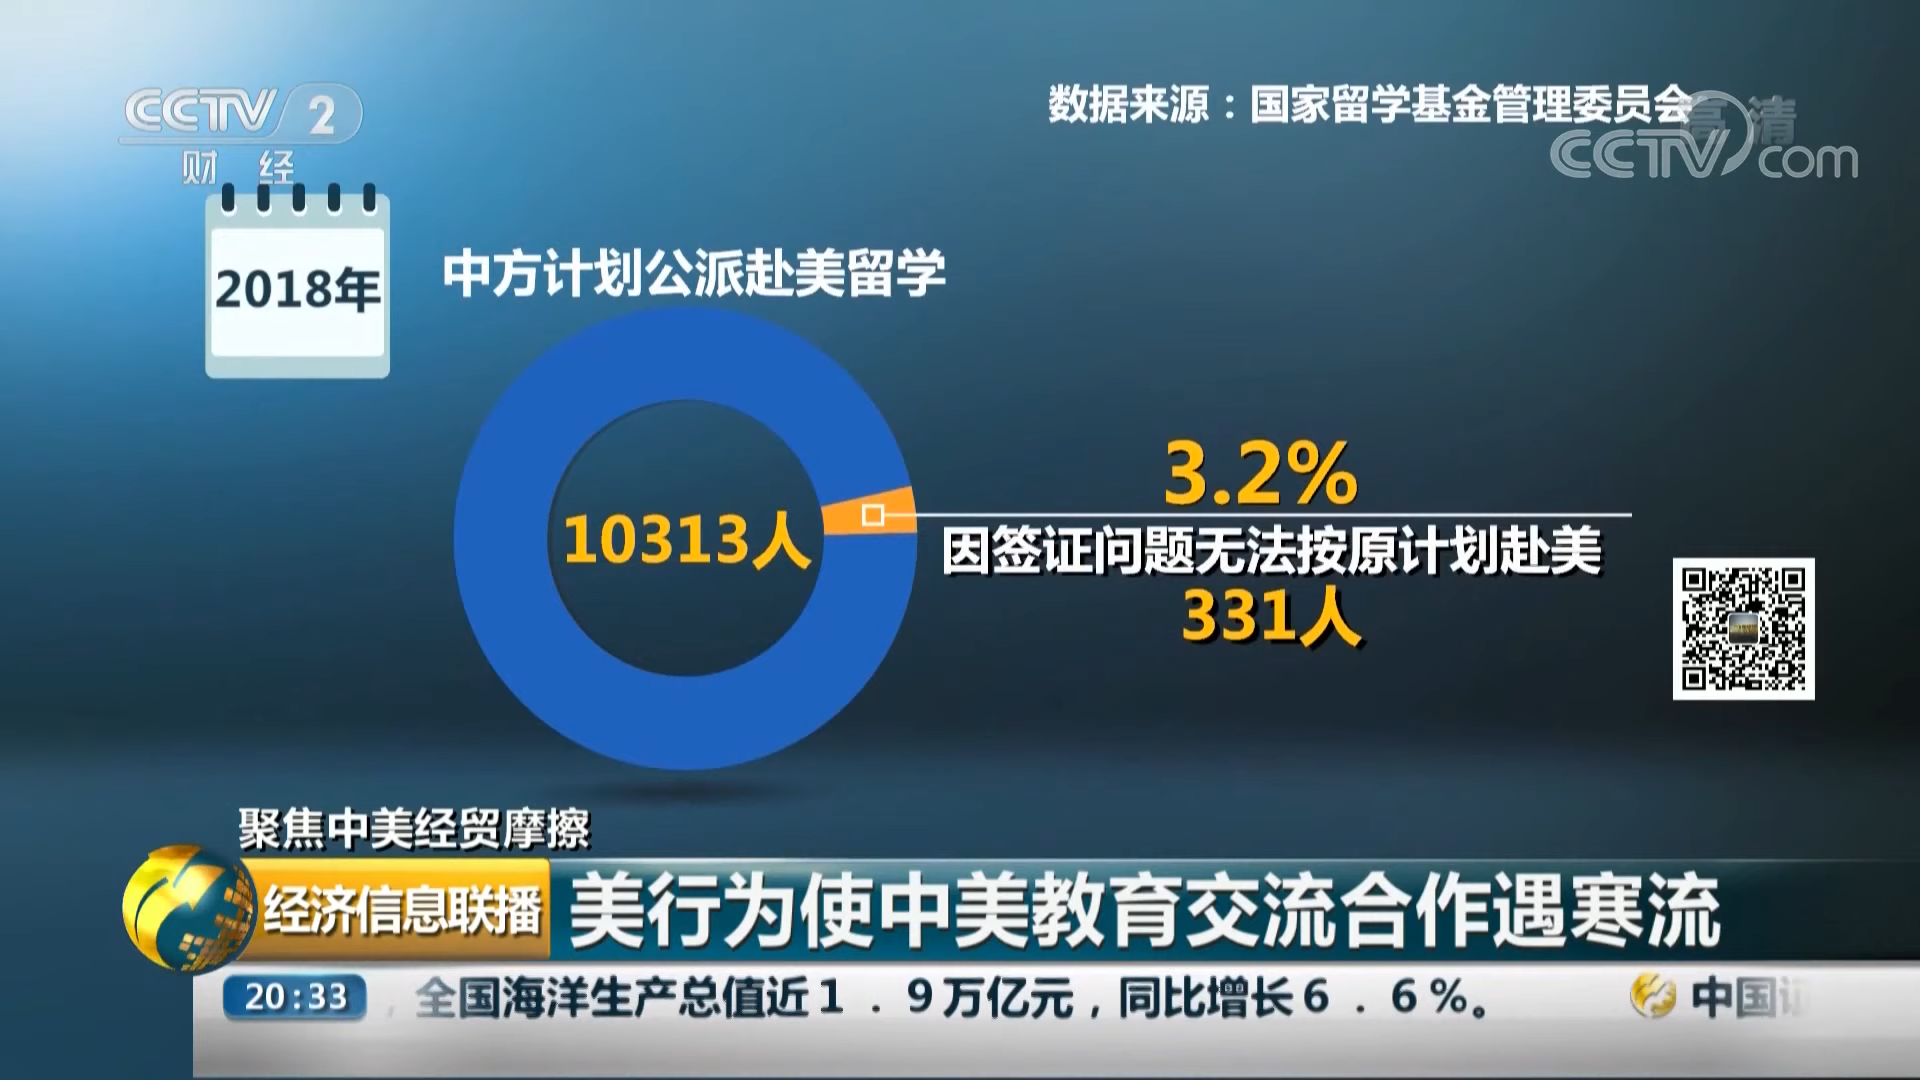 CCTV 2
财 经
数据来源：国家留学基金管理委员会
高清
CCTV com
2018年
中方计划公派赴美留学
10313人
3.2%
因签证问题无法按原计划赴美
331人
聚焦中美经贸摩擦
经济信息联播
美行为使中美教育交流合作遇寒流
20:33
，全国海洋生产总值近1．9万亿元，同比增长6．6%。
中国证